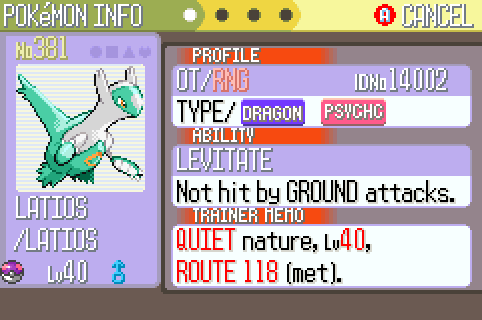 POKéMON INFO
A CANCEL
No381
PROFILE
OT/RNG IDNo14002
TYPE/ DRAGON PSYCHC
ABILITY
LEVITATE
Not hit by GROUND attacks.
LATIOS
/LATIOS
Lv40 ♂
TRAINER MEMO
QUIET nature, Lv40,
ROUTE 118 (met).